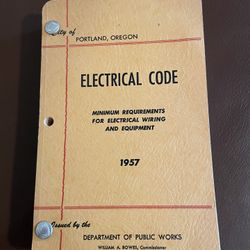 City of
PORTLAND, OREGON
ELECTRICAL CODE
MINIMUM REQUIREMENTS
FOR ELECTRICAL WIRING
AND EQUIPMENT
1957
Issued by the
DEPARTMENT OF PUBLIC WORKS
WILLIAM A. BOWES, Commissioner